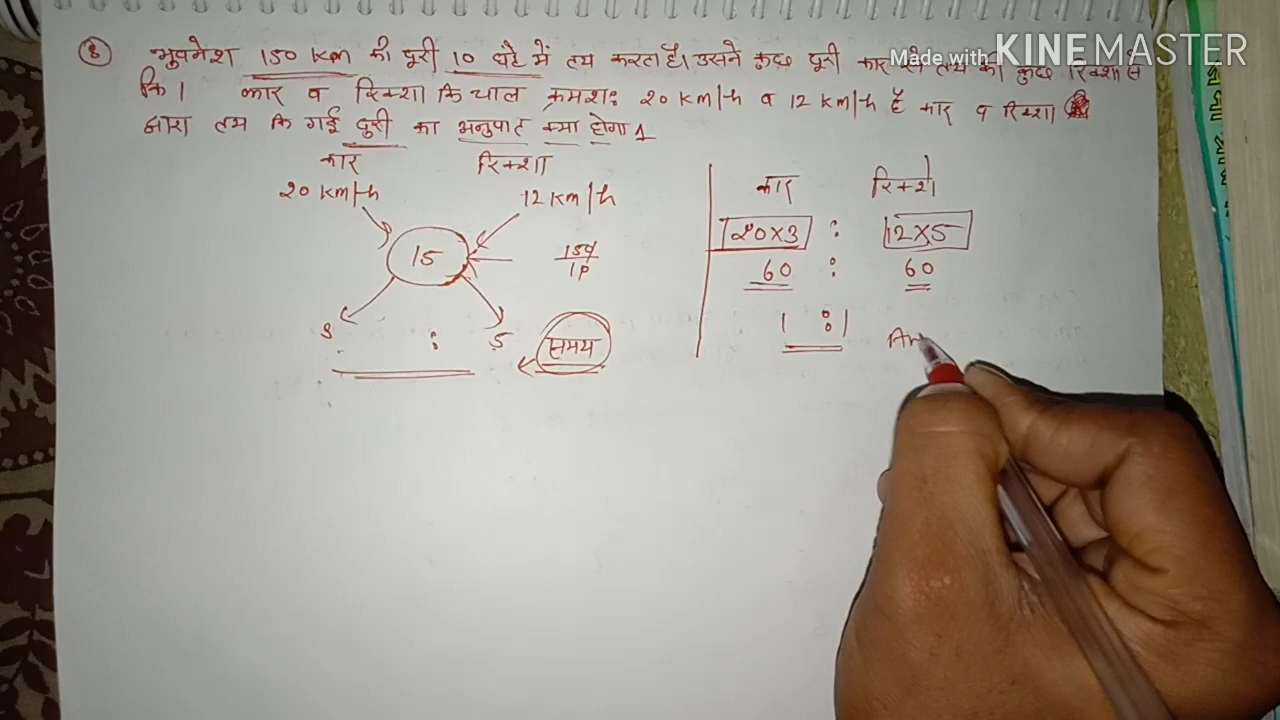 Made with KINEMASTER
8 भुवनेश 150 km की दूरी 10 घंटे में तय करता है। उसने कुछ दूरी कार से तय की कुछ रिक्शा से
कि। कार व रिक्शा कि चाल क्रमशः 20 km/h व 12 km/h है कार व रिक्शा
द्वारा तय कि गई दूरी का अनुपात क्या होगा
कार रिक्शा
20 km/h 12 km/h
15
150/10
3 : 5 समय
कार रिक्शा
20×3 : 12×5
60 : 60
1 : 1 An